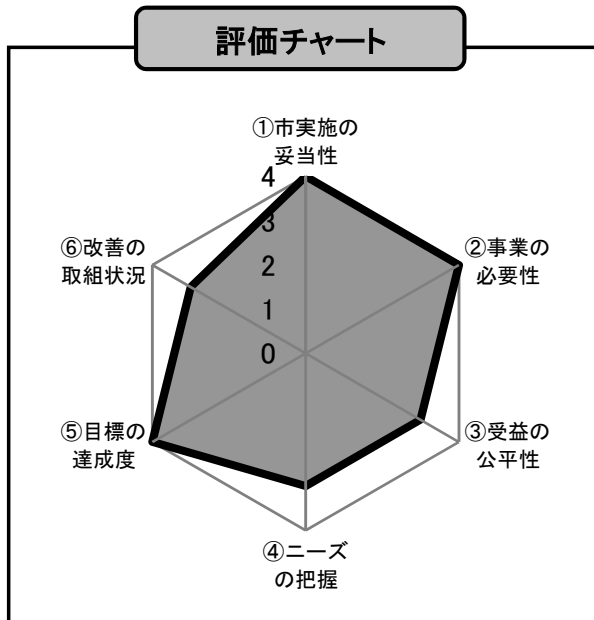 評価チャート
①市実施の
妥当性
4
3
2
1
0
②事業の
必要性
③受益の
公平性
④ニーズ
の把握
⑤目標の
達成度
⑥改善の
取組状況